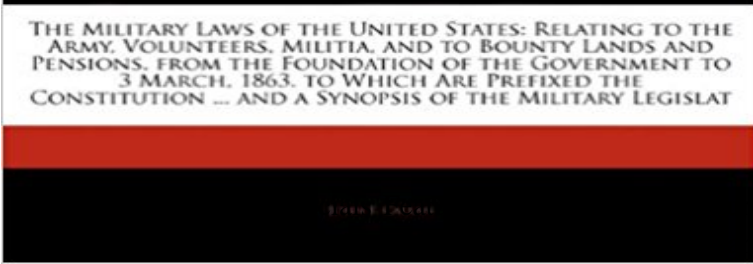 THE MILITARY LAWS OF THE UNITED STATES: RELATING TO THE
ARMY, VOLUNTEERS, MILITIA, AND TO BOUNTY LANDS AND
PENSIONS, FROM THE FOUNDATION OF THE GOVERNMENT TO
3 MARCH, 1863. TO WHICH ARE PREFIXED THE
CONSTITUTION ... AND A SYNOPSIS OF THE MILITARY LEGISLAT